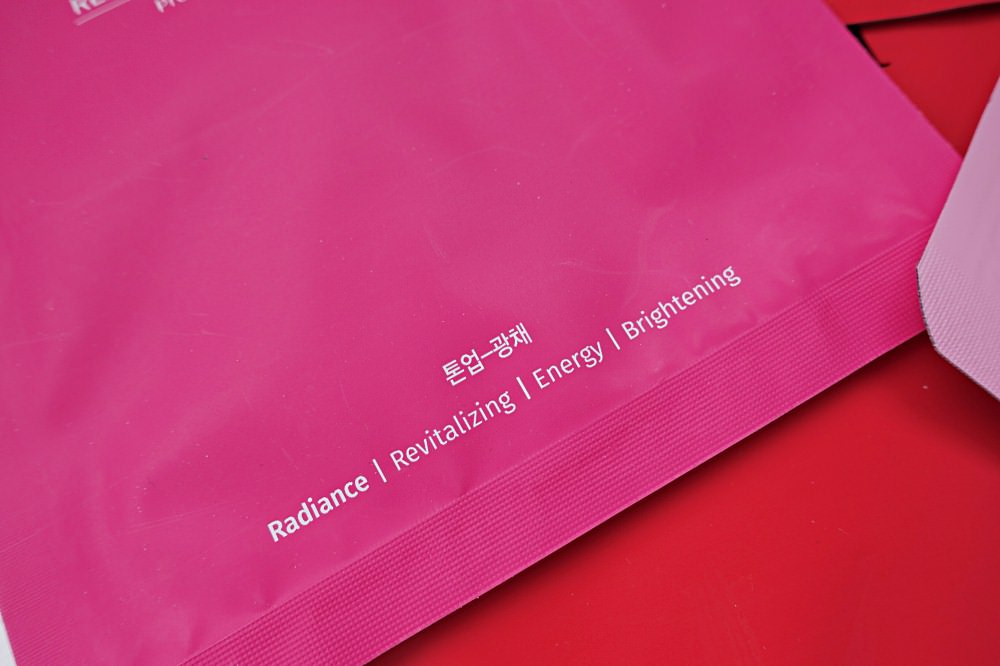 톤업–광채
Radiance | Revitalizing | Energy | Brightening